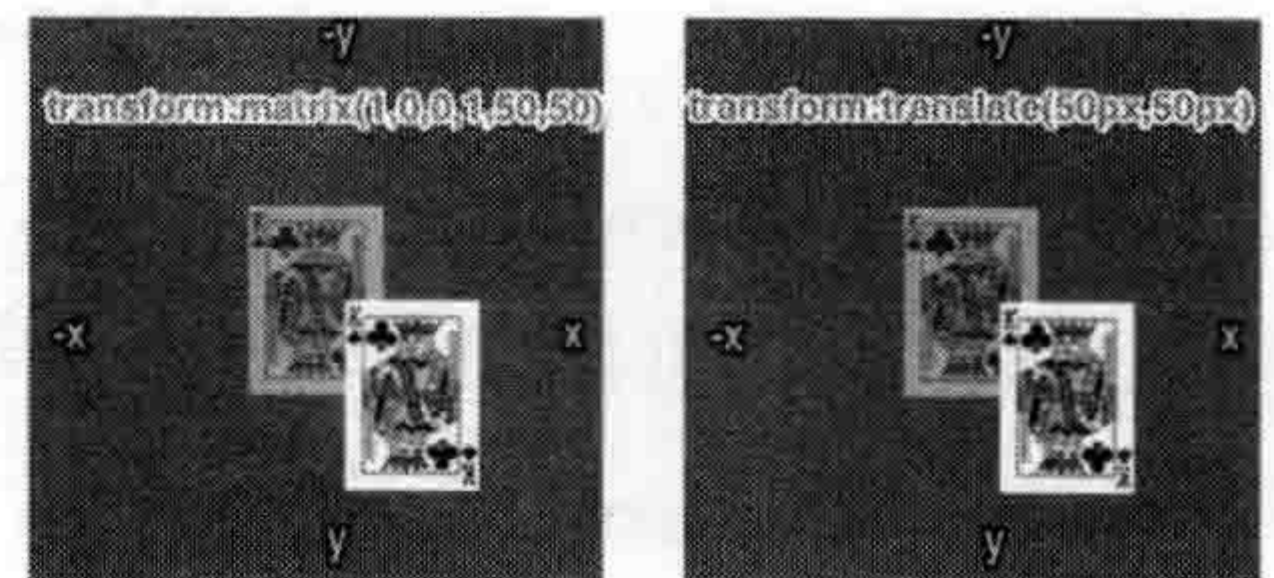 -y
transform:matrix(1,0,0,1,50,50)
K
-x
x
K
y
-y
transform:translate(50px,50px)
-x
x
y